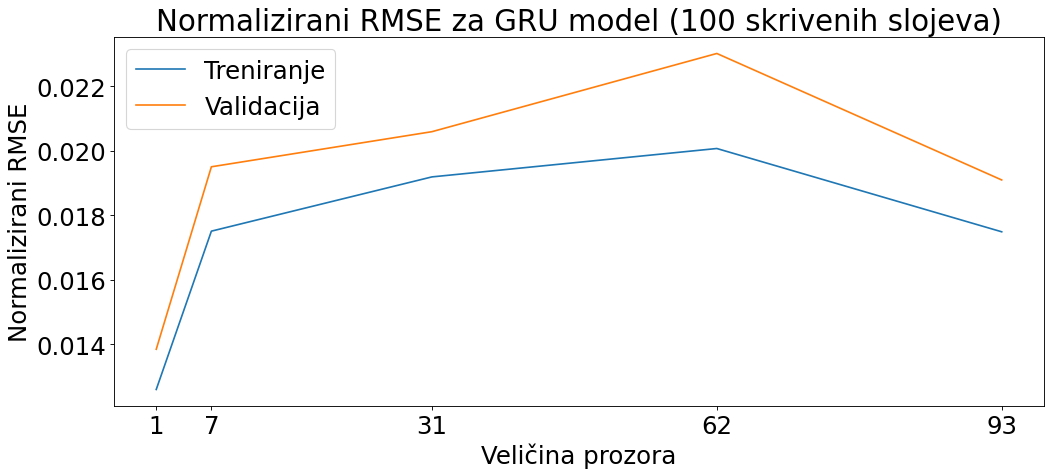 Normalizirani RMSE za GRU model (100 skrivenih slojeva)
Treniranje
Validacija
Normalizirani RMSE
0.022
0.020
0.018
0.016
0.014
1 7 31 62 93
Veličina prozora